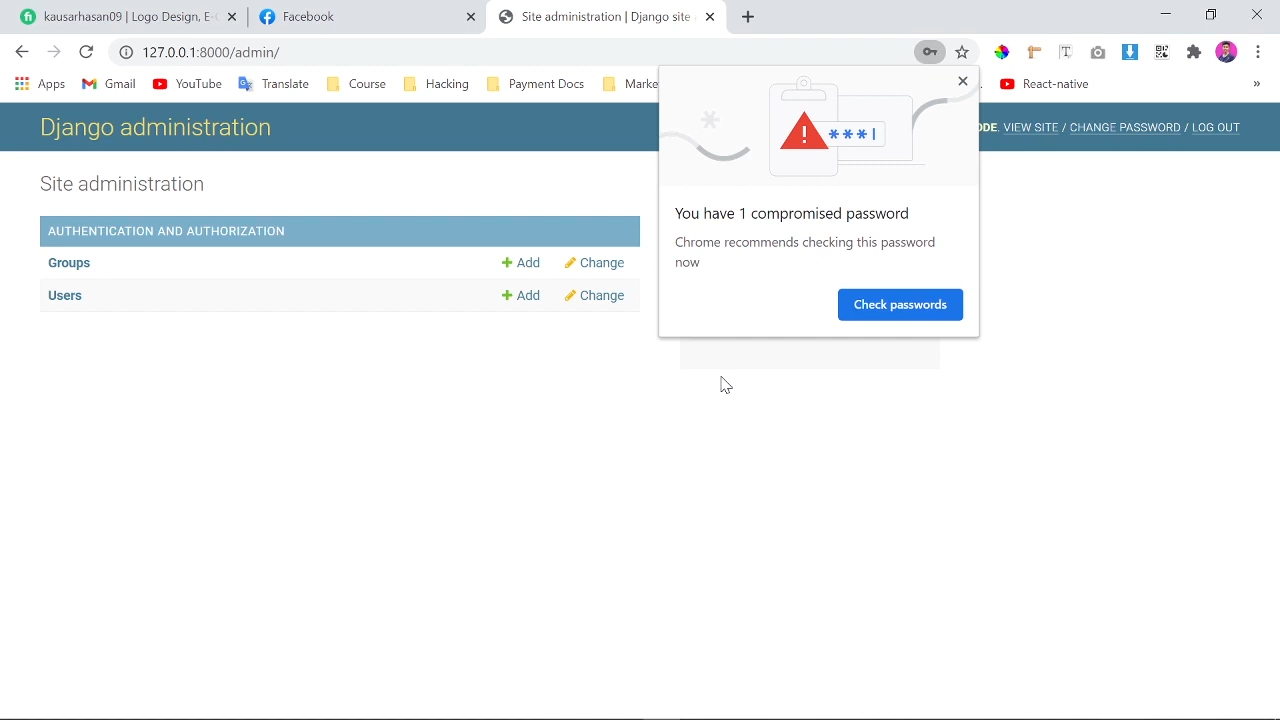 kausarhasan09 | Logo Design, E-C
Facebook
Site administration | Django site a
127.0.0.1:8000/admin/
Apps
Gmail
YouTube
Translate
Course
Hacking
Payment Docs
Marke
React-native
»
Django administration
ODE. VIEW SITE / CHANGE PASSWORD / LOG OUT
Site administration
AUTHENTICATION AND AUTHORIZATION
Groups
Add
Change
Users
Add
Change
You have 1 compromised password
Chrome recommends checking this password
now
Check passwords